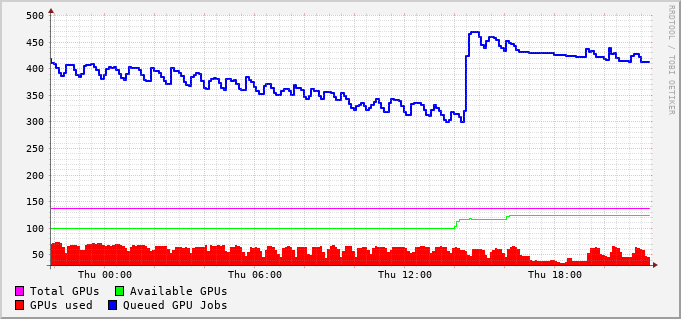 500
450
400
350
300
250
200
150
100
50
Thu 00:00 Thu 06:00 Thu 12:00 Thu 18:00
Total GPUs Available GPUs
GPUs used Queued GPU Jobs
RRDTOOL / TOBI OETIKER